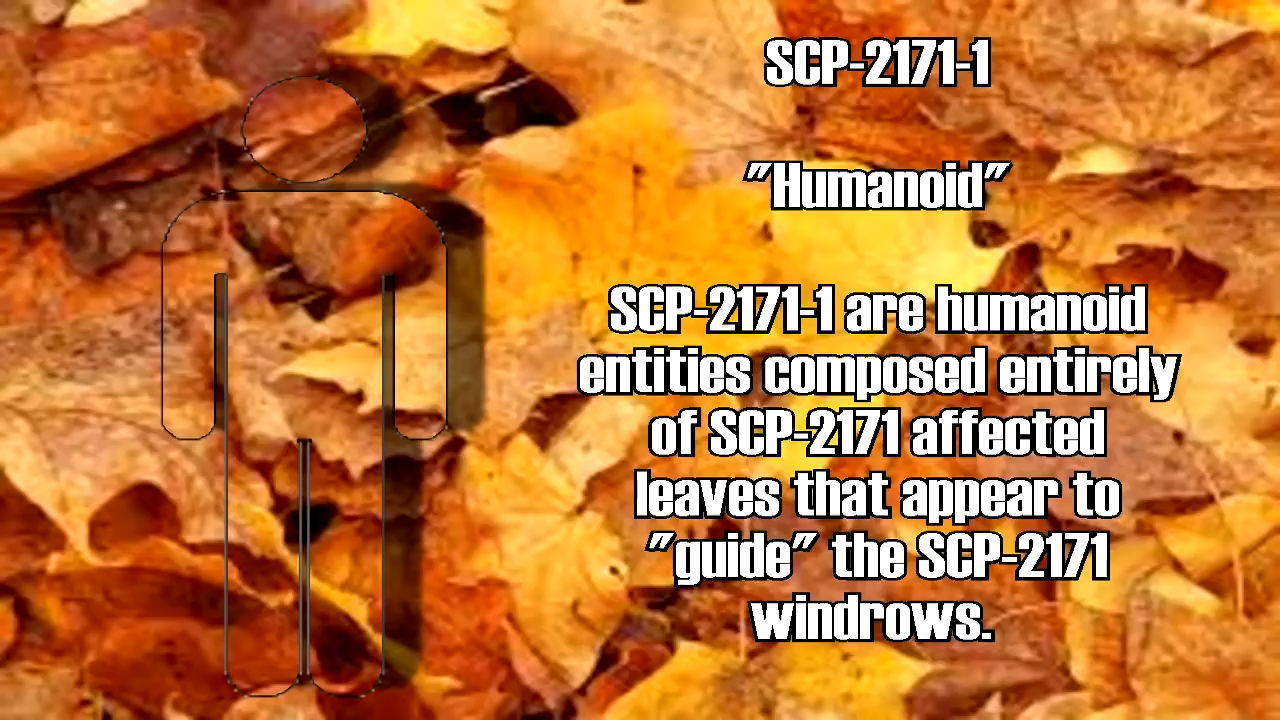 SCP-2171-1
"Humanoid"
SCP-2171-1 are humanoid
entities composed entirely
of SCP-2171 affected
leaves that appear to
"guide" the SCP-2171
windrows.